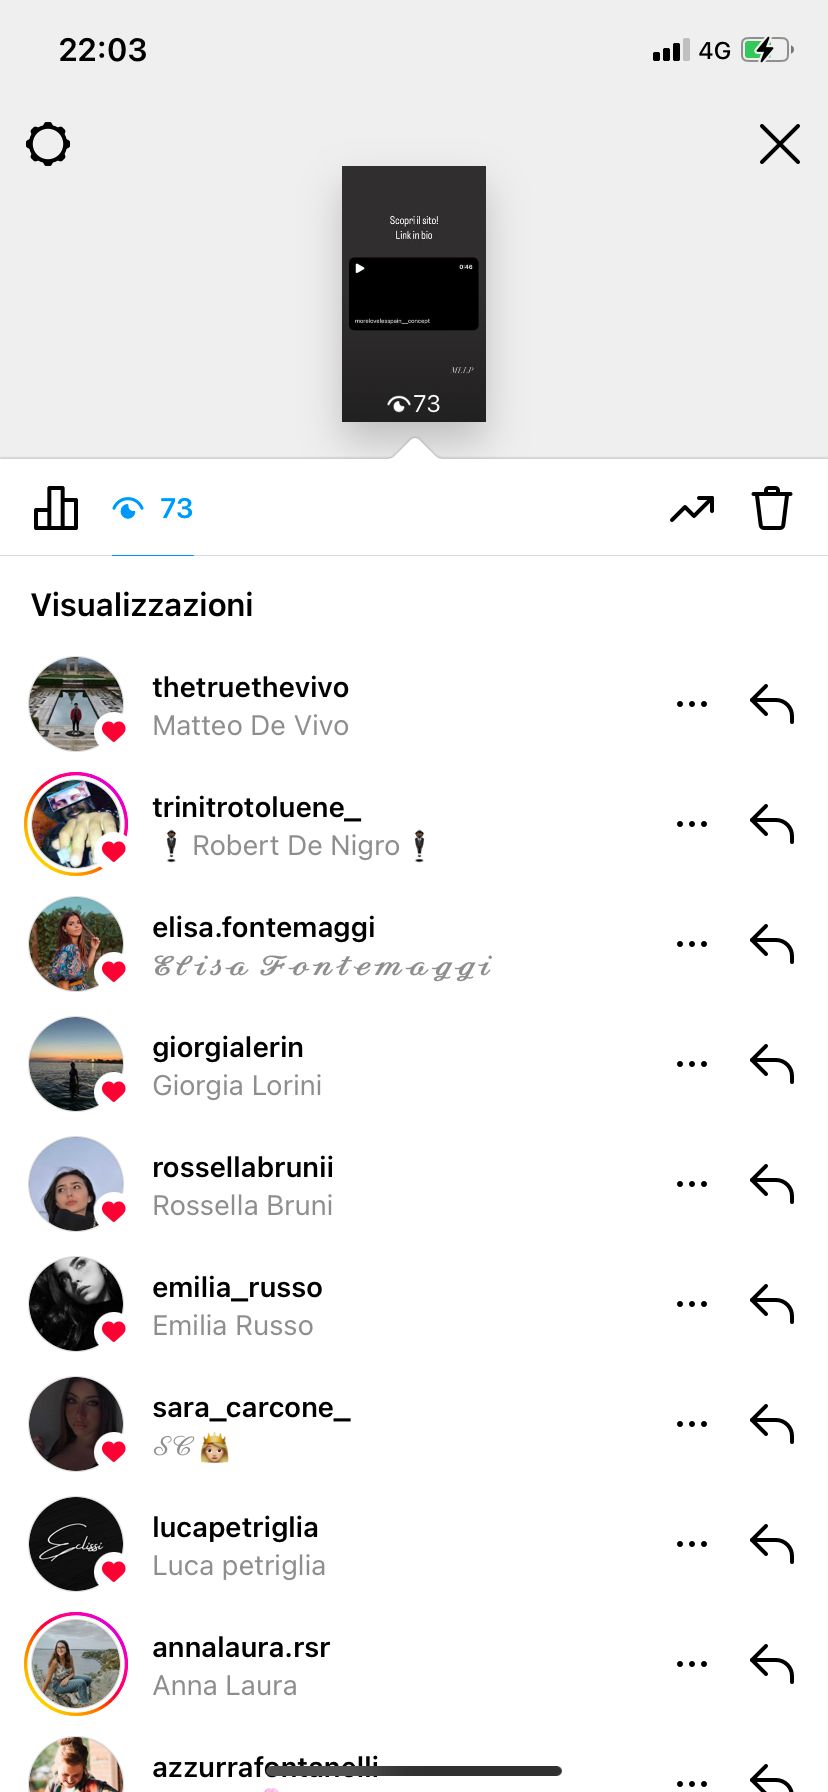 22:03
4G
Scopri il sito!
Link in bio
0:46
morelovelesspain__concept
73
73
Visualizzazioni
thetruethevivo
Matteo De Vivo
trinitrotoluene_
🕴🏿 Robert De Nigro 🕴🏿
elisa.fontemaggi
𝓔𝓵𝓲𝓼𝓪 𝓕𝓸𝓷𝓽𝓮𝓶𝓪𝓰𝓰𝓲
giorgialerin
Giorgia Lorini
rossellabrunii
Rossella Bruni
emilia_russo
Emilia Russo
sara_carcone_
𝒮𝒞 👸🏼
Eclissi
lucapetriglia
Luca petriglia
annalaura.rsr
Anna Laura
azzurrafontanelli